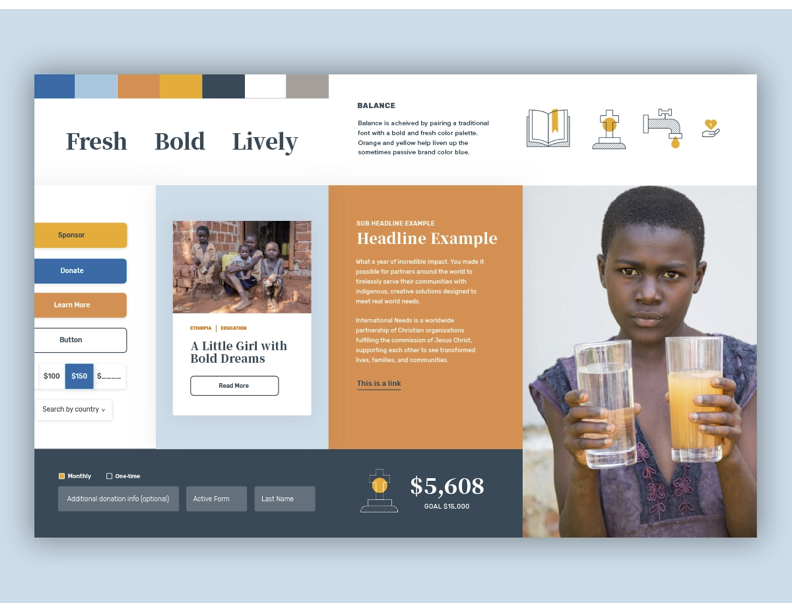 Fresh Bold Lively
BALANCE
Balance is acheived by pairing a traditional
font with a bold and fresh color palette.
Orange and yellow help liven up the
sometimes passive brand color blue.
Sponsor
Donate
Learn More
Button
$100 $150 $......
Search by country
ETHIOPIA | EDUCATION
A Little Girl with
Bold Dreams
Read More
SUB HEADLINE EXAMPLE
Headline Example
What a year of incredible impact. You made it
possible for partners around the world to
tirelessly serve their communities with
indigenous, creative solutions designed to
meet real world needs.
International Needs is a worldwide
partnership of Christian organizations
fulfilling the commission of Jesus Christ,
supporting each other to see transformed
lives, families, and communities.
This is a link
Monthly One-time
Additional donation info (optional) Active Form Last Name
$5,608
GOAL $15,000